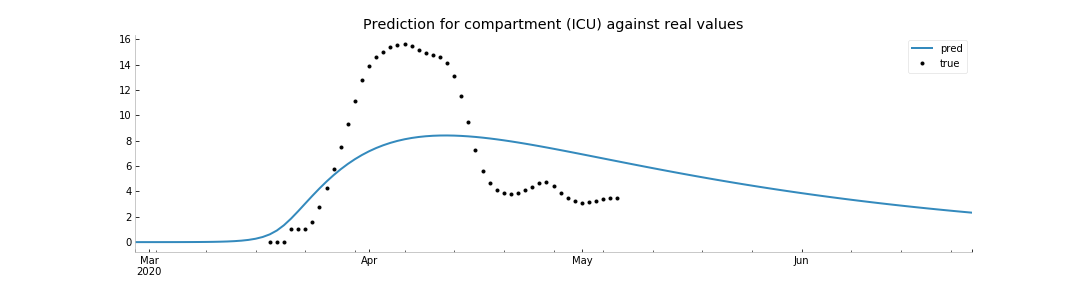 Prediction for compartment (ICU) against real values
16
14
12
10
8
6
4
2
0
pred
true
Mar
2020
Apr
May
Jun